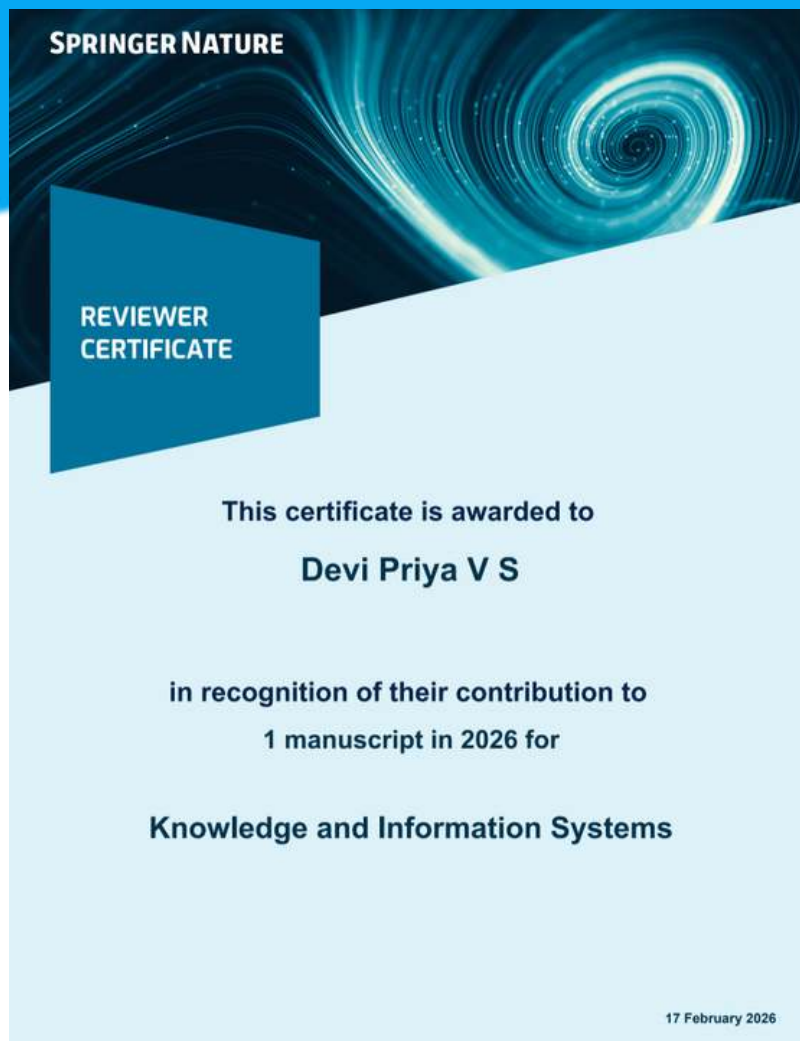 SPRINGER NATURE
REVIEWER
CERTIFICATE
This certificate is awarded to
Devi Priya V S
in recognition of their contribution to
1 manuscript in 2026 for
Knowledge and Information Systems
17 February 2026